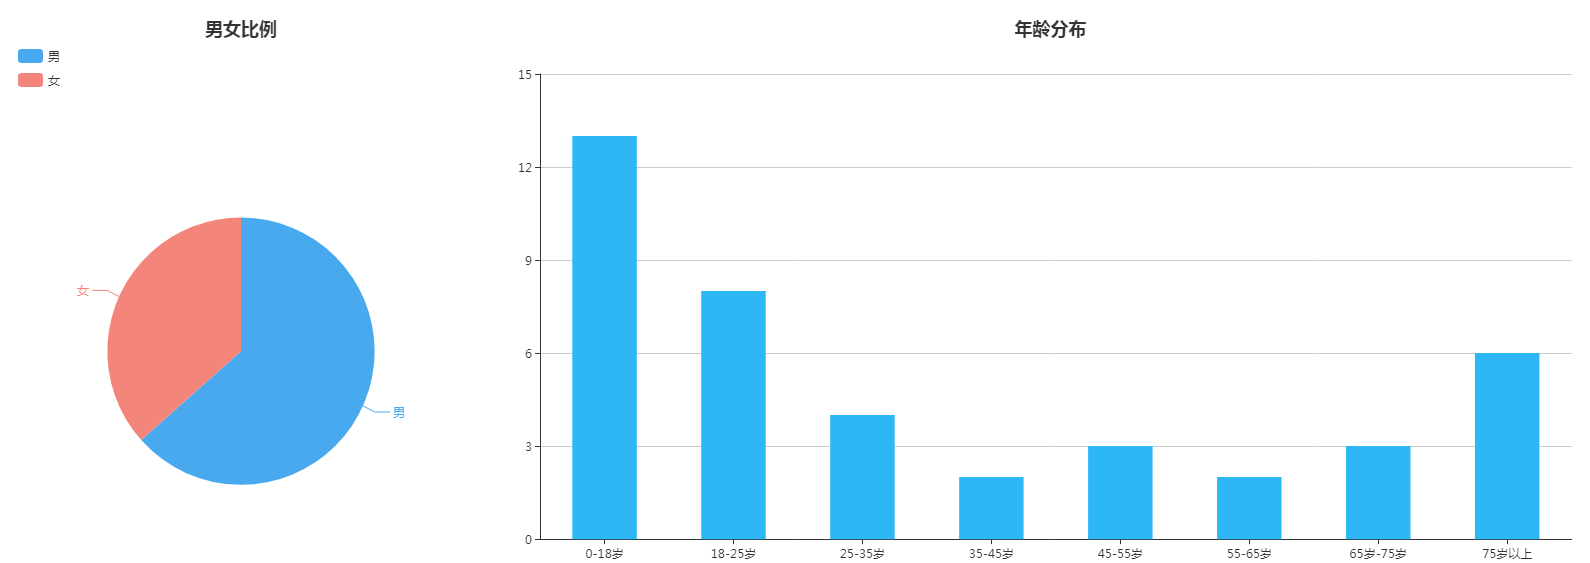 男女比例
男
女
女
男
年龄分布
15
12
9
6
3
0
0-18岁
18-25岁
25-35岁
35-45岁
45-55岁
55-65岁
65岁-75岁
75岁以上